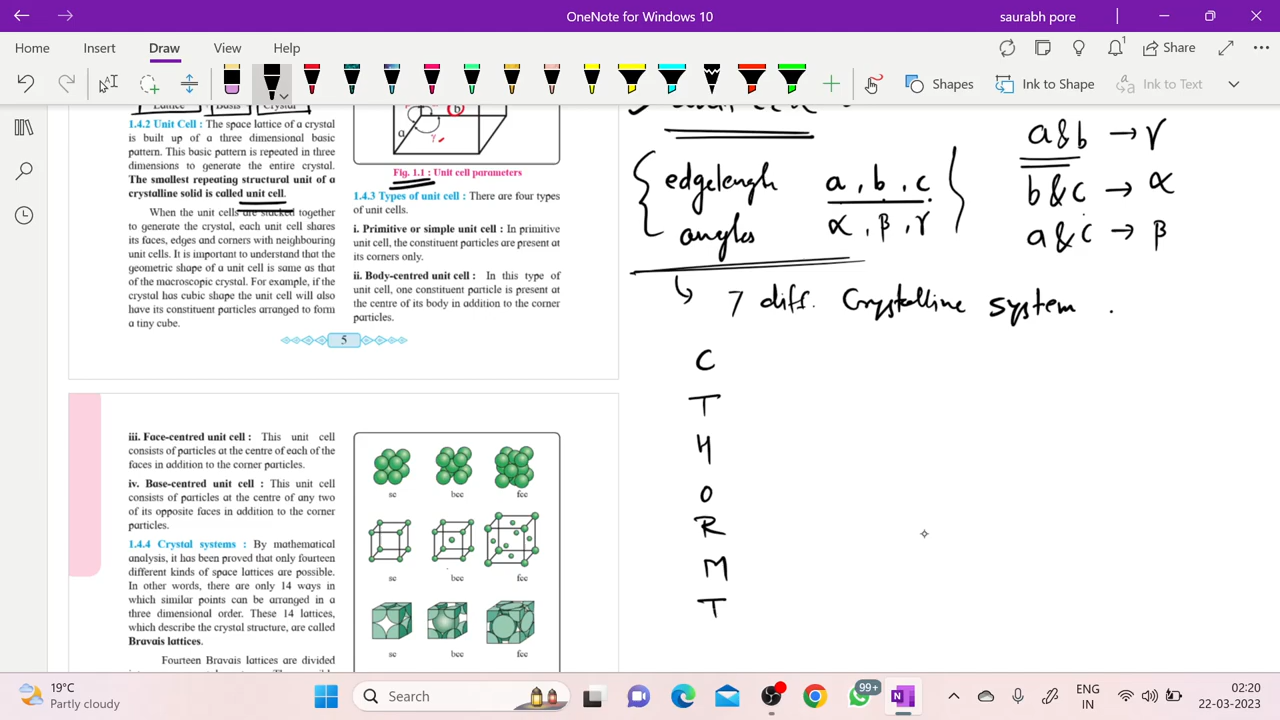 OneNote for Windows 10
saurabh pore
Home Insert Draw View Help
Share
Shapes
Ink to Shape
Ink to Text
Lattice Basis Crystal
1.4.2 Unit Cell : The space lattice of a crystal
is built up of a three dimensional basic
pattern. This basic pattern is repeated in three
dimensions to generate the entire crystal.
The smallest repeating structural unit of a
crystalline solid is called unit cell.
When the unit cells are stacked together
to generate the crystal, each unit cell shares
its faces, edges and corners with neighbouring
unit cells. It is important to understand that the
geometric shape of a unit cell is same as that
of the macroscopic crystal. For example, if the
crystal has cubic shape the unit cell will also
have its constituent particles arranged to form
a tiny cube.
a
b
γ
Fig. 1.1 : Unit cell parameters
1.4.3 Types of unit cell : There are four types
of unit cells.
i. Primitive or simple unit cell : In primitive
unit cell, the constituent particles are present at
its corners only.
ii. Body-centred unit cell : In this type of
unit cell, one constituent particle is present at
the centre of its body in addition to the corner
particles.
5
iii. Face-centred unit cell : This unit cell
consists of particles at the centre of each of the
faces in addition to the corner particles.
iv. Base-centred unit cell : This unit cell
consists of particles at the centre of any two
of its opposite faces in addition to the corner
particles.
1.4.4 Crystal systems : By mathematical
analysis, it has been proved that only fourteen
different kinds of space lattices are possible.
In other words, there are only 14 ways in
which similar points can be arranged in a
three dimensional order. These 14 lattices,
which describe the crystal structure, are called
Bravais lattices.
Fourteen Bravais lattices are divided
sc bcc fcc
sc bcc fcc
sc bcc fcc
edgelength a, b, c
angles α, β, γ
a & b → γ
b & c → α
a & c → β
7 diff. Crystalline system .
C
T
H
O
R
M
T
19°C
Partly cloudy
Search
99+
ENG
IN
02:20
22-03-2023